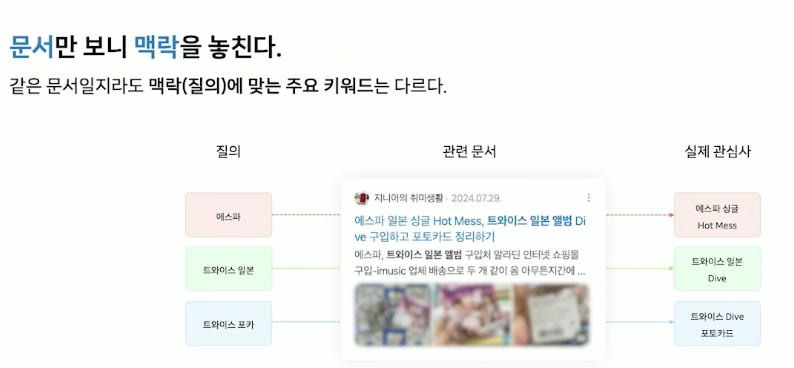 문서만 보니 맥락을 놓친다.
같은 문서일지라도 맥락(질의)에 맞는 주요 키워드는 다르다.
질의
관련 문서
실제 관심사
에스파
트와이스 일본
트와이스 포카
지니아의 취미생활 · 2024.07.29.
에스파 일본 싱글 Hot Mess, 트와이스 일본 앨범 Di
ve 구입하고 포토카드 정리하기
에스파, 트와이스 일본 앨범 구입처 알라딘 인터넷 쇼핑몰
구입-imusic 업체 배송으로 두 개 같이 옴 아무튼지간에 ...
에스파 싱글
Hot Mess
트와이스 일본
Dive
트와이스 Dive
포토카드